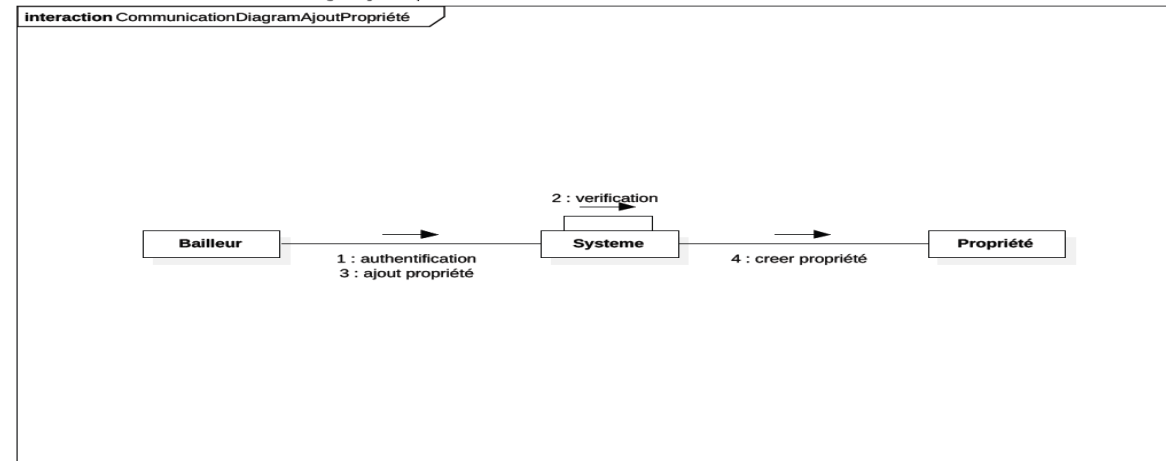 interaction CommunicationDiagramAjoutPropriété
2 : verification
Bailleur
Systeme
Propriété
1 : authentification
3 : ajout propriété
4 : creer propriété